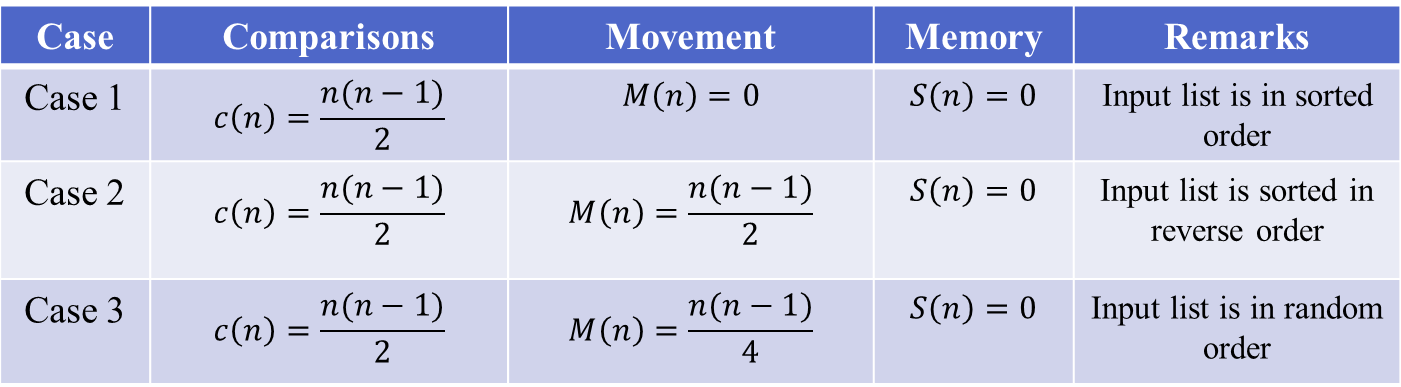 Case Comparisons Movement Memory Remarks
Case 1 c(n) = n(n − 1)/2 M(n) = 0 S(n) = 0 Input list is in sorted
order
Case 2 c(n) = n(n − 1)/2 M(n) = n(n − 1)/2 S(n) = 0 Input list is sorted in
reverse order
Case 3 c(n) = n(n − 1)/2 M(n) = n(n − 1)/4 S(n) = 0 Input list is in random
order